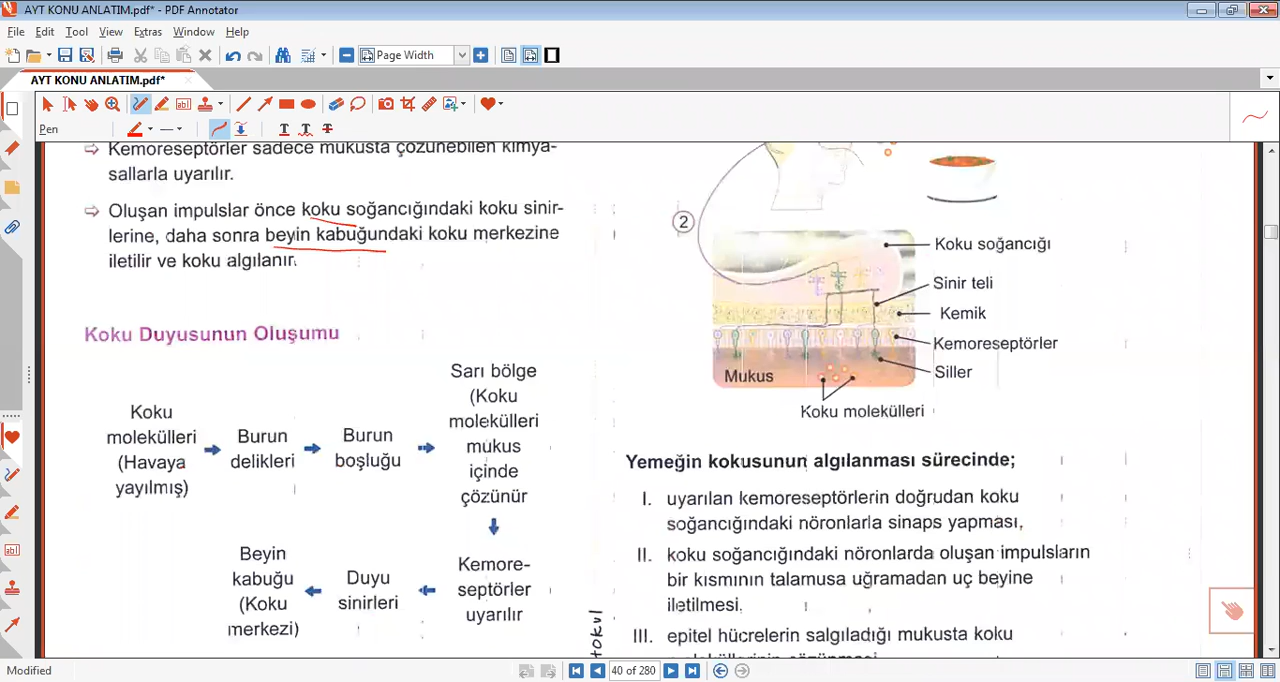 AYT KONU ANLATIM.pdf* - PDF Annotator
File Edit Tool View Extras Window Help
Page Width
AYT KONU ANLATIM.pdf*
Pen
⇨ Kemoreseptörler sadece mukusta çözünebilen kimya-
sallarla uyarılır.
⇨ Oluşan impulslar önce koku soğancığındaki koku sinir-
lerine, daha sonra beyin kabuğundaki koku merkezine
iletilir ve koku algılanır.
Koku Duyusunun Oluşumu
Koku
molekülleri
(Havaya
yayılmış)
Burun
delikleri
Burun
boşluğu
Sarı bölge
(Koku
molekülleri
mukus
içinde
çözünür
Kemore-
septörler
uyarılır
Duyu
sinirleri
Beyin
kabuğu
(Koku
merkezi)
2
Koku soğancığı
Sinir teli
Kemik
Kemoreseptörler
Siller
Mukus
Koku molekülleri
Yemeğin kokusunun algılanması sürecinde;
I. uyarılan kemoreseptörlerin doğrudan koku
soğancığındaki nöronlarla sinaps yapması,
II. koku soğancığındaki nöronlarda oluşan impulsların
bir kısmının talamusa uğramadan uç beyine
iletilmesi,
III. epitel hücrelerin salgıladığı mukusta koku
Modified
40 of 280